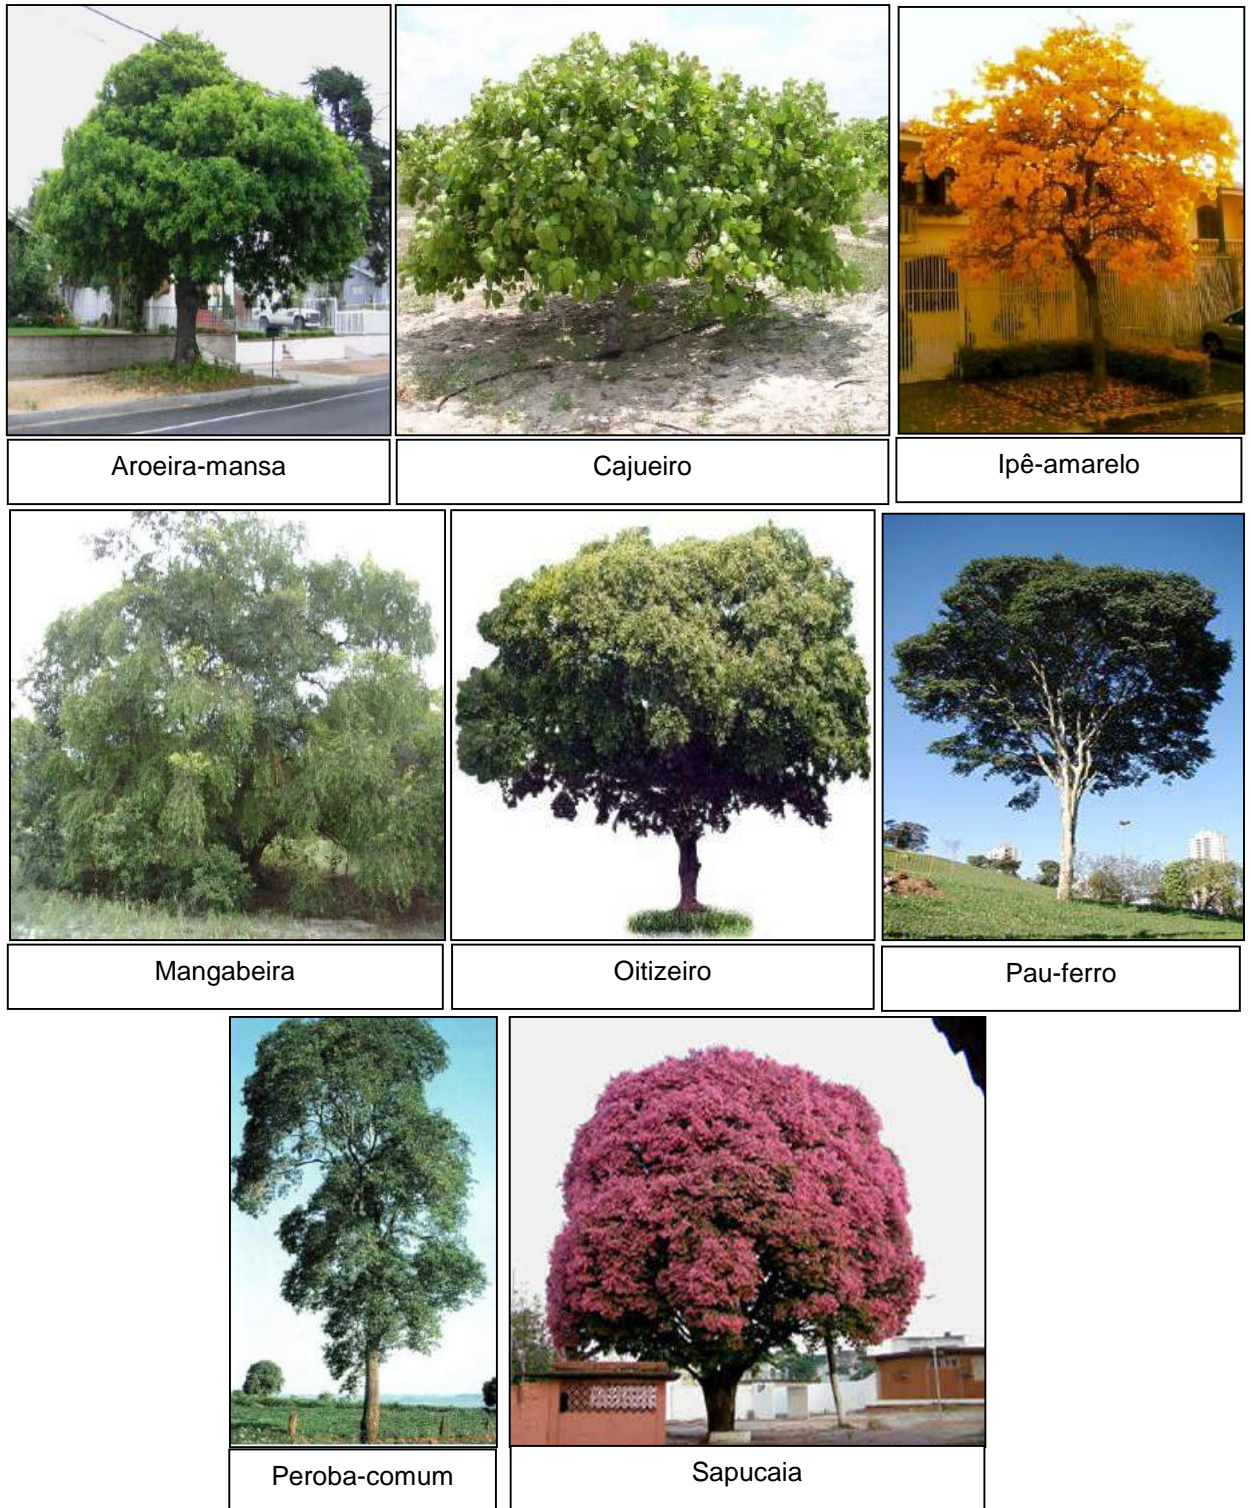 Aroeira-mansa
Cajueiro
Ipê-amarelo
Mangabeira
Oitizeiro
Pau-ferro
Peroba-comum
Sapucaia